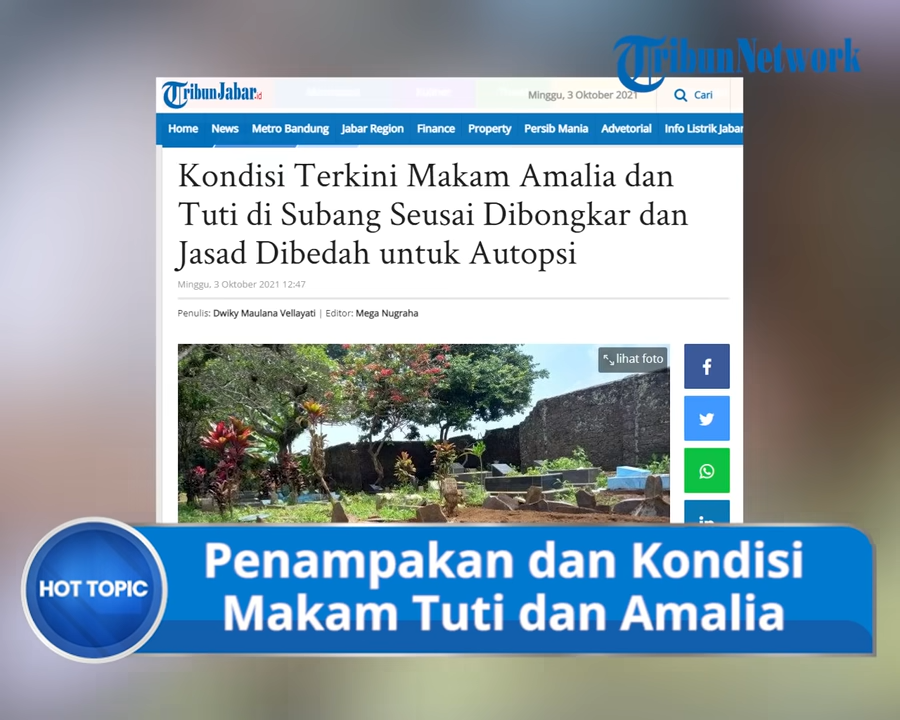 TribunNetwork
TribunJabar.id
Minggu, 3 Oktober 2021
Cari
Home News Metro Bandung Jabar Region Finance Property Persib Mania Advetorial Info Listrik Jabar
Kondisi Terkini Makam Amalia dan
Tuti di Subang Seusai Dibongkar dan
Jasad Dibedah untuk Autopsi
Minggu, 3 Oktober 2021 12:47
Penulis: Dwiky Maulana Vellayati | Editor: Mega Nugraha
lihat foto
HOT TOPIC
Penampakan dan Kondisi
Makam Tuti dan Amalia